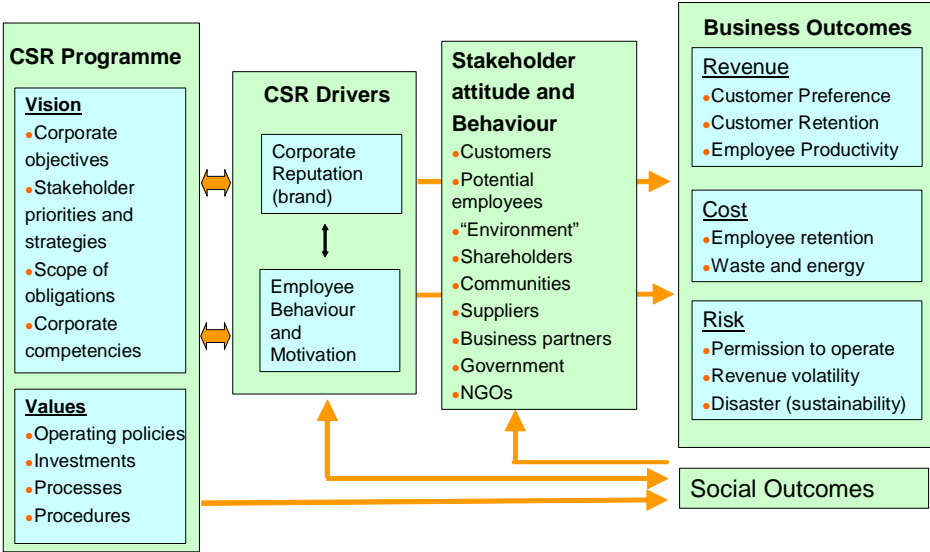 CSR Programme
Vision
•Corporate
objectives
•Stakeholder
priorities and
strategies
•Scope of
obligations
•Corporate
competencies
Values
•Operating policies
•Investments
•Processes
•Procedures
CSR Drivers
Corporate
Reputation
(brand)
Employee
Behaviour
and
Motivation
Stakeholder
attitude and
Behaviour
•Customers
•Potential
employees
•“Environment”
•Shareholders
•Communities
•Suppliers
•Business partners
•Government
•NGOs
Business Outcomes
Revenue
•Customer Preference
•Customer Retention
•Employee Productivity
Cost
•Employee retention
•Waste and energy
Risk
•Permission to operate
•Revenue volatility
•Disaster (sustainability)
Social Outcomes